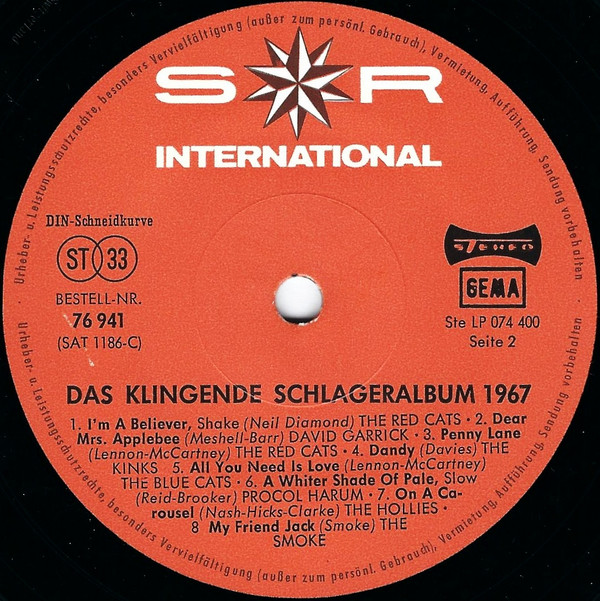 Urheber- u. Leistungsschutzrechte, besonders Vervielfältigung (außer zum persönl. Gebrauch), Vermietung, Aufführung, Sendung vorbehalten
S R
INTERNATIONAL
DIN-Schneidkurve
ST 33
BESTELL-NR.
76 941
(SAT 1186-C)
STEREO
GEMA
Ste LP 074 400
Seite 2
DAS KLINGENDE SCHLAGERALBUM 1967
1. I'm A Believer, Shake (Neil Diamond) THE RED CATS · 2. Dear
Mrs. Applebee (Meshell-Barr) DAVID GARRICK · 3. Penny Lane
(Lennon-McCartney) THE RED CATS · 4. Dandy (Davies) THE
KINKS · 5. All You Need Is Love (Lennon-McCartney)
THE BLUE CATS · 6. A Whiter Shade Of Pale, Slow
(Reid-Brooker) PROCOL HARUM · 7. On A Ca-
rousel (Nash-Hicks-Clarke) THE HOLLIES ·
8 My Friend Jack (Smoke) THE
SMOKE
Urheber- u. Leistungsschutzrechte, besonders Vervielfältigung (außer zum persönl. Gebrauch), Vermietung, Aufführung, Sendung vorbehalten